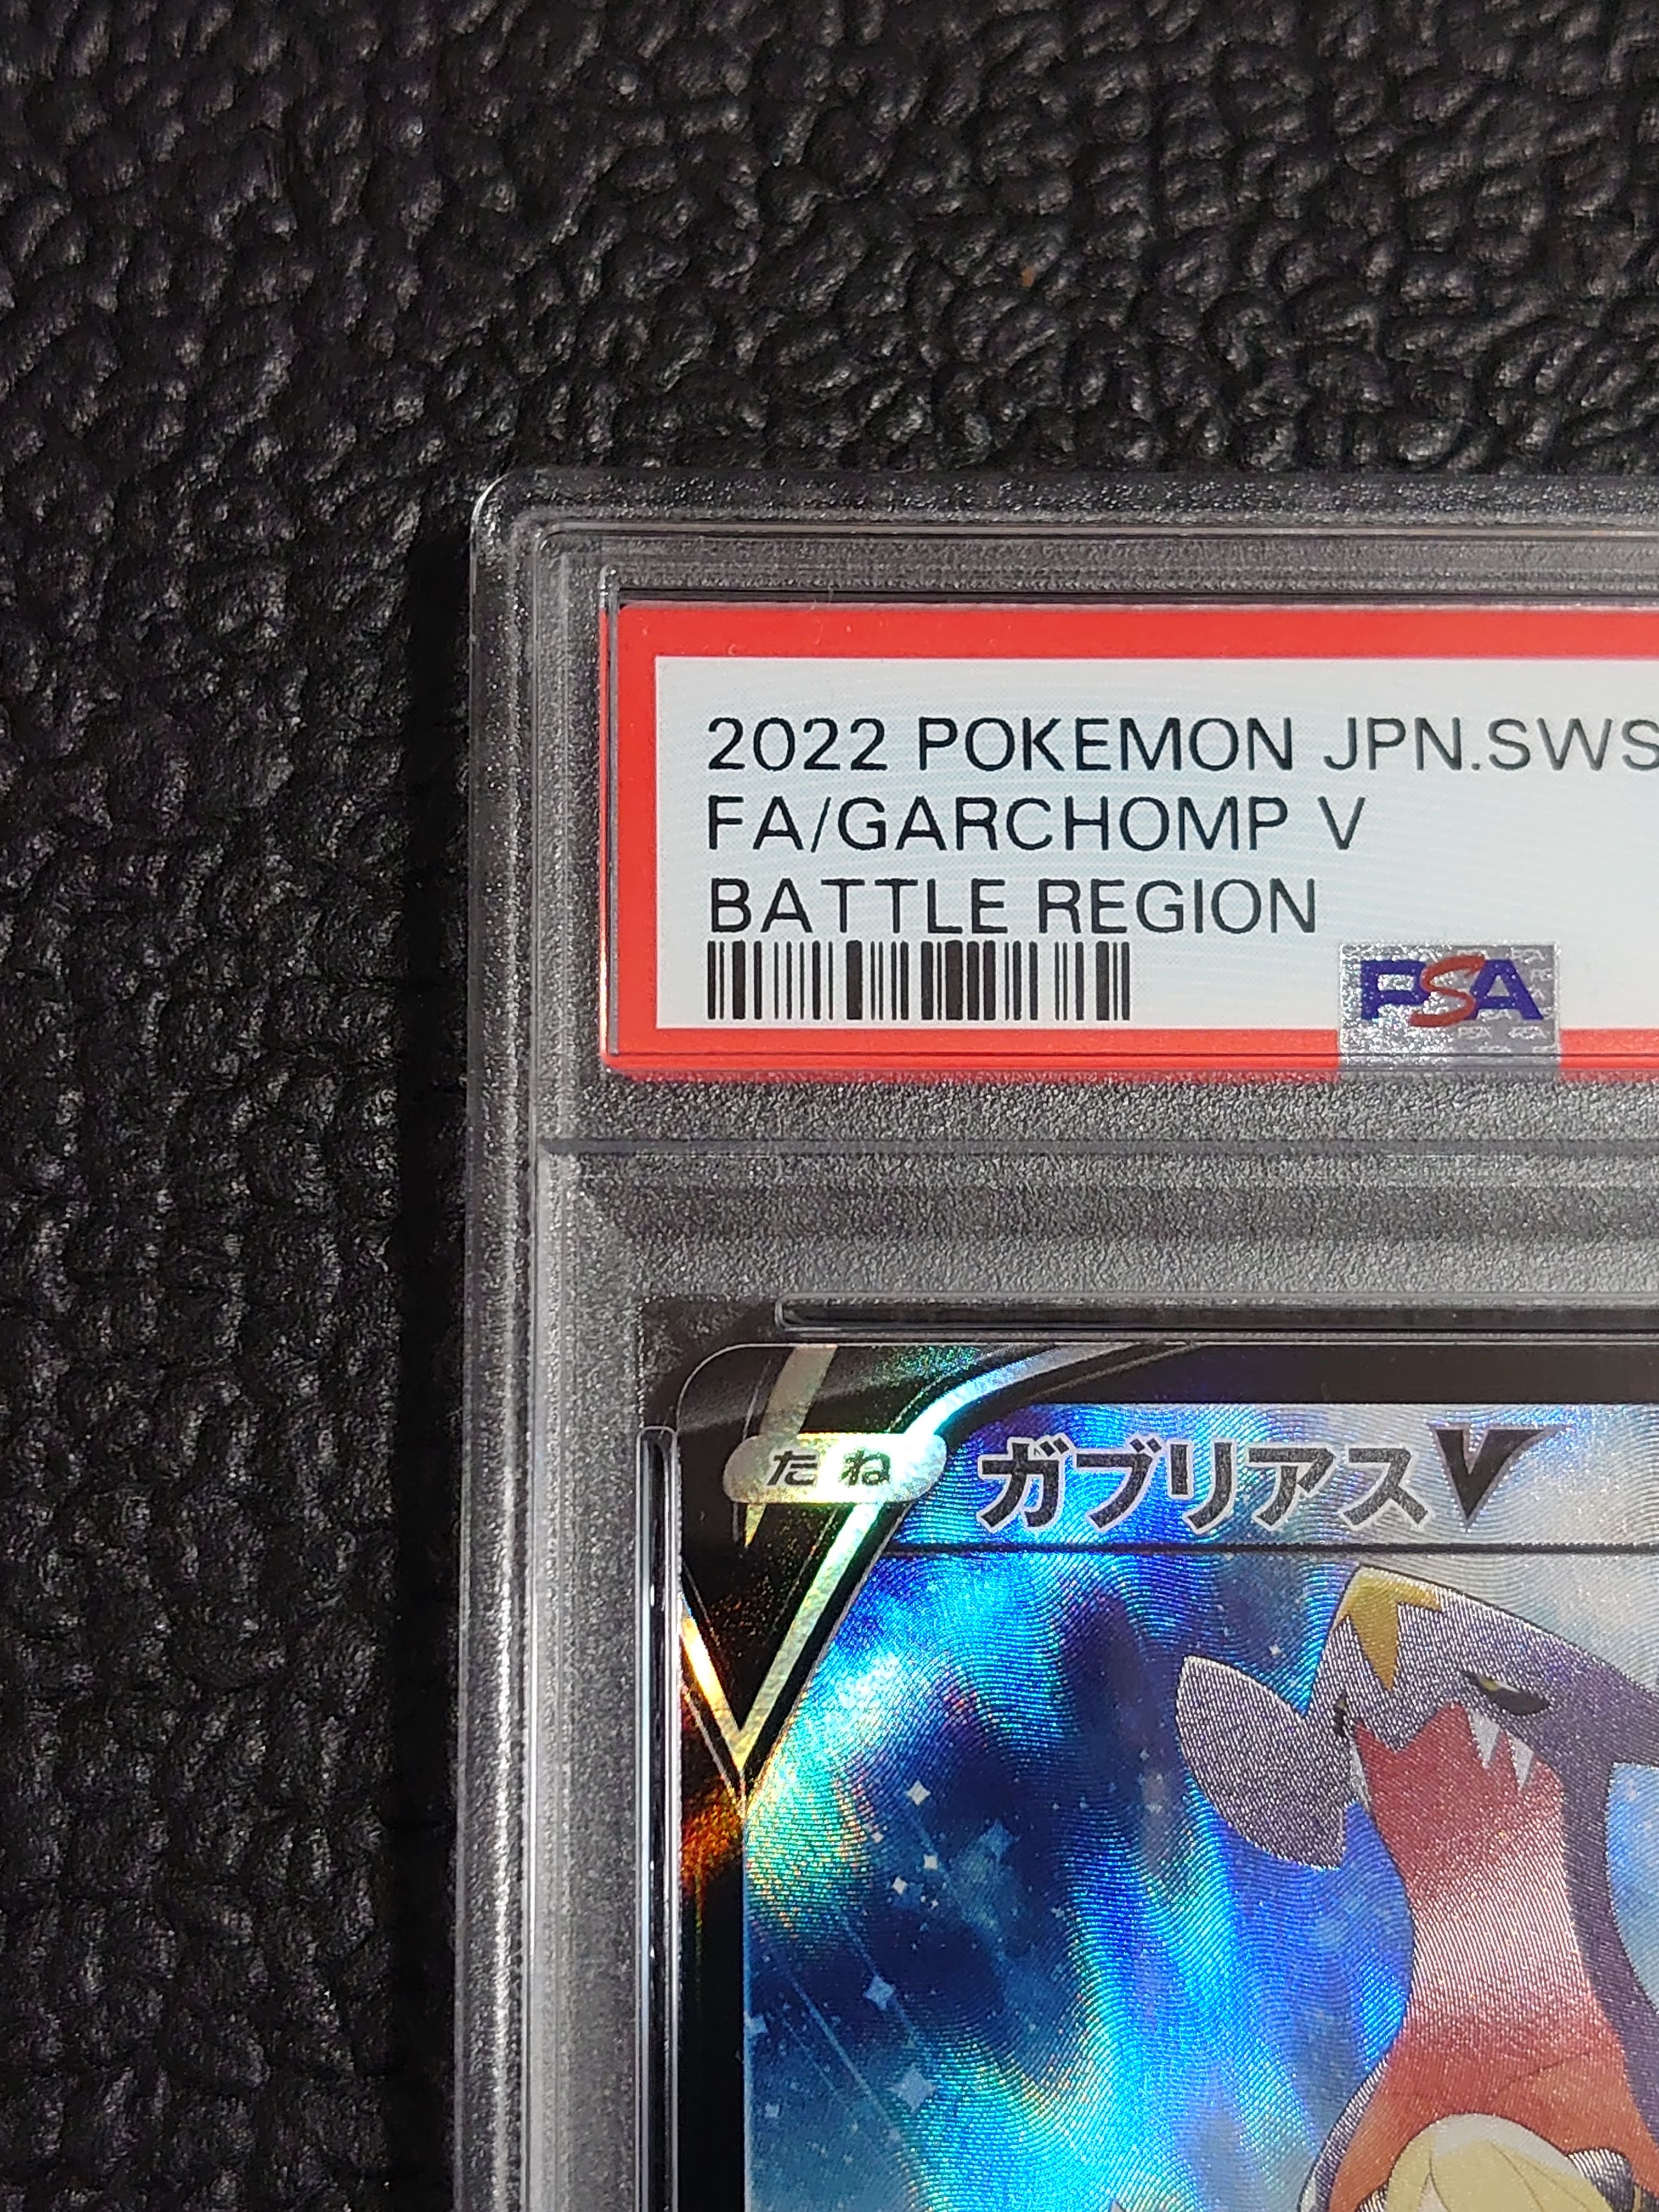 2022 POKEMON JPN.SWS
FA/GARCHOMP V
BATTLE REGION
PSA
たね
ガブリアスV